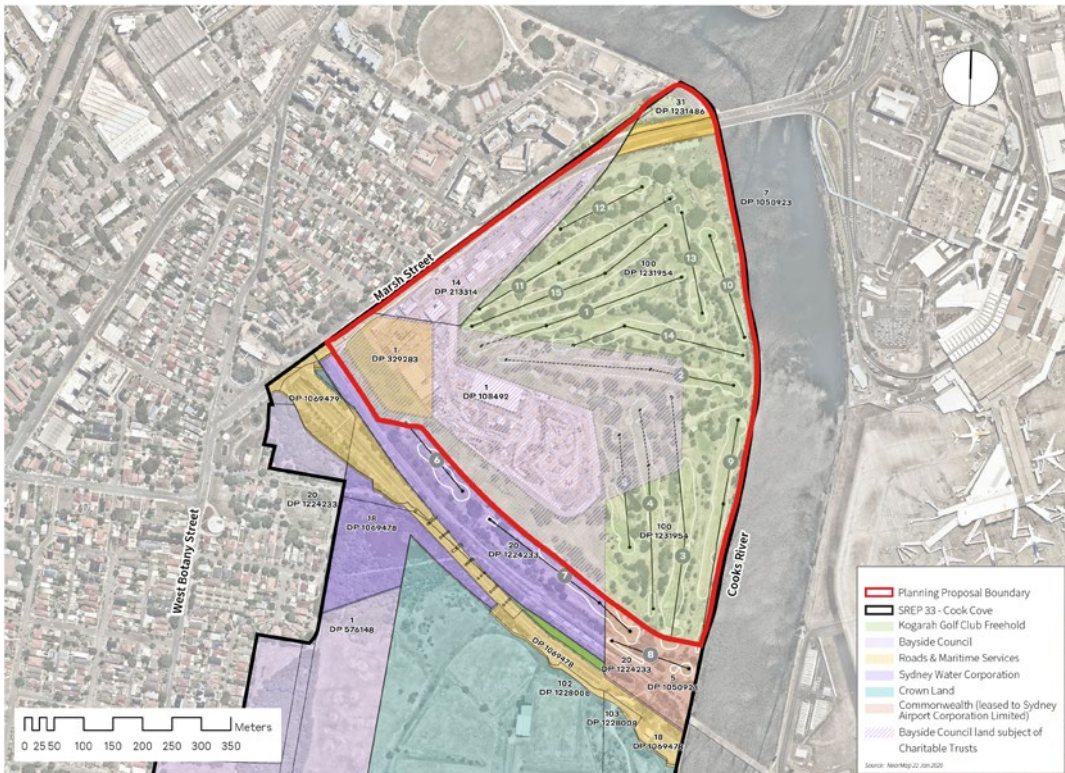 31
DP 1231486
7
DP 1050923
12
100
DP 1231954
13
10
11
15
1
14
Marsh Street
14
DP 213314
1
DP 329283
1
DP 108492
DP 1069479
6
9
4
3
100
DP 1231954
20
DP 1224233
18
DP 1069478
20
DP 1224233
7
West Botany Street
Cooks River
1
DP 576148
DP 1069478
8
20
DP 1224233
5
102
DP 1228008
103
DP 1228008
18
DP 1069478
Planning Proposal Boundary
SREP 33 - Cook Cove
Kogarah Golf Club Freehold
Bayside Council
Roads & Maritime Services
Sydney Water Corporation
Crown Land
Commonwealth (leased to Sydney
Airport Corporation Limited)
Bayside Council land subject of
Charitable Trusts
Source: NearMap 22 Jan 2020
Meters
0 25 50 100 150 200 250 300 350